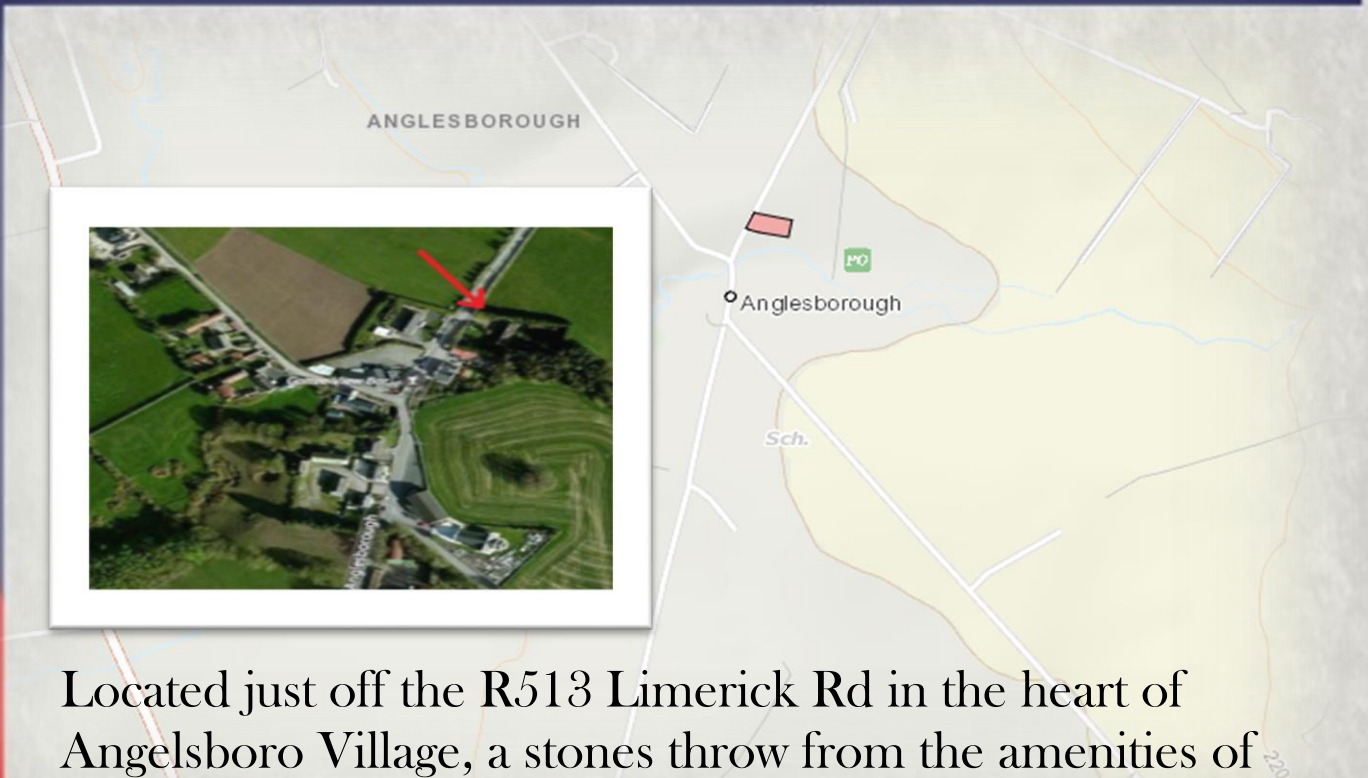 ANGLESBOROUGH
PO
Anglesborough
Sch.
Anglesborough
Located just off the R513 Limerick Rd in the heart of
Angelsboro Village, a stones throw from the amenities of